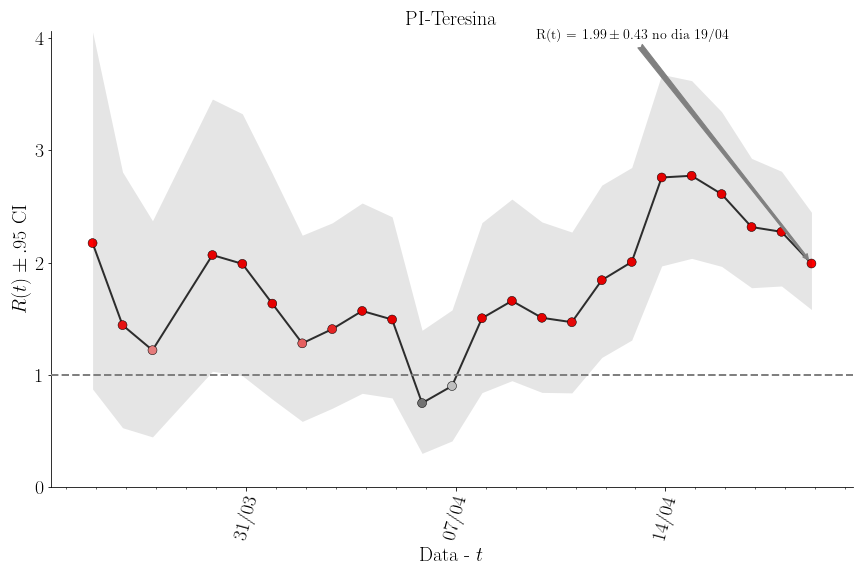 PI-Teresina
R(t) = 1.99 ± 0.43 no dia 19/04
4
3
2
1
0
R(t) ± .95 CI
31/03
07/04
14/04
Data - t